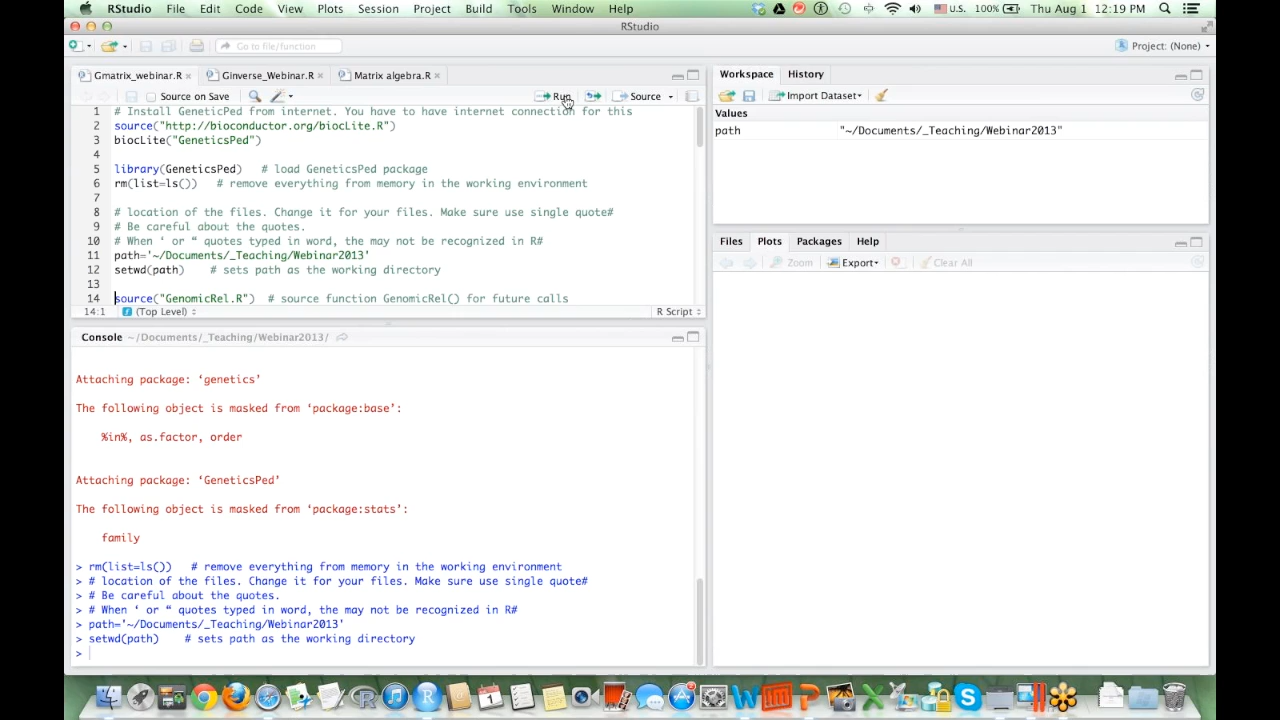 RStudio File Edit Code View Plots Session Project Build Tools Window Help U.S. 100% Thu Aug 1 12:19 PM
RStudio
Go to file/function Project: (None)
Gmatrix_webinar.R Ginverse_Webinar.R Matrix algebra.R
Source on Save Run Source
1 # Install GeneticPed from internet. You have to have internet connection for this
2 source("http://bioconductor.org/biocLite.R")
3 biocLite("GeneticsPed")
4
5 library(GeneticsPed) # load GeneticsPed package
6 rm(list=ls()) # remove everything from memory in the working environment
7
8 # location of the files. Change it for your files. Make sure use single quote#
9 # Be careful about the quotes.
10 # When ‘ or “ quotes typed in word, the may not be recognized in R#
11 path='~/Documents/_Teaching/Webinar2013'
12 setwd(path) # sets path as the working directory
13
14 source("GenomicRel.R") # source function GenomicRel() for future calls
14:1 (Top Level) R Script
Console ~/Documents/_Teaching/Webinar2013/
Attaching package: ‘genetics’
The following object is masked from ‘package:base’:
%in%, as.factor, order
Attaching package: ‘GeneticsPed’
The following object is masked from ‘package:stats’:
family
> rm(list=ls()) # remove everything from memory in the working environment
> # location of the files. Change it for your files. Make sure use single quote#
> # Be careful about the quotes.
> # When ‘ or “ quotes typed in word, the may not be recognized in R#
> path='~/Documents/_Teaching/Webinar2013'
> setwd(path) # sets path as the working directory
>
Workspace History
Import Dataset
Values
path "~/Documents/_Teaching/Webinar2013"
Files Plots Packages Help
Zoom Export Clear All